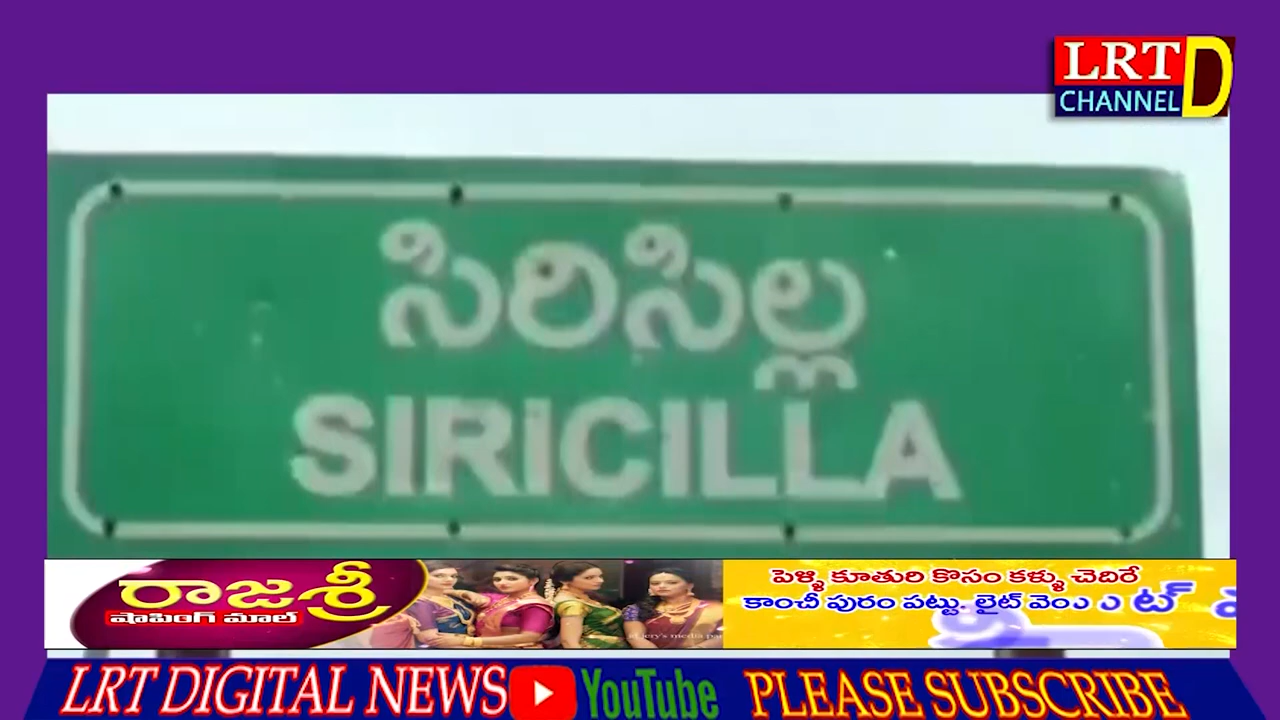 LRT D
CHANNEL
సిరిసిల్ల
SIRICILLA
రాజశ్రీ
షాపింగ్ మాల్
పెళ్ళి కూతురి కొసం కళ్ళు చెదిరే
కాంచీ పురం పట్టు. లైట్
LRT DIGITAL NEWS YouTube PLEASE SUBSCRIBE